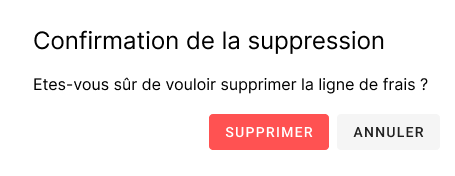 Confirmation de la suppression
Etes-vous sûr de vouloir supprimer la ligne de frais ?
SUPPRIMER ANNULER